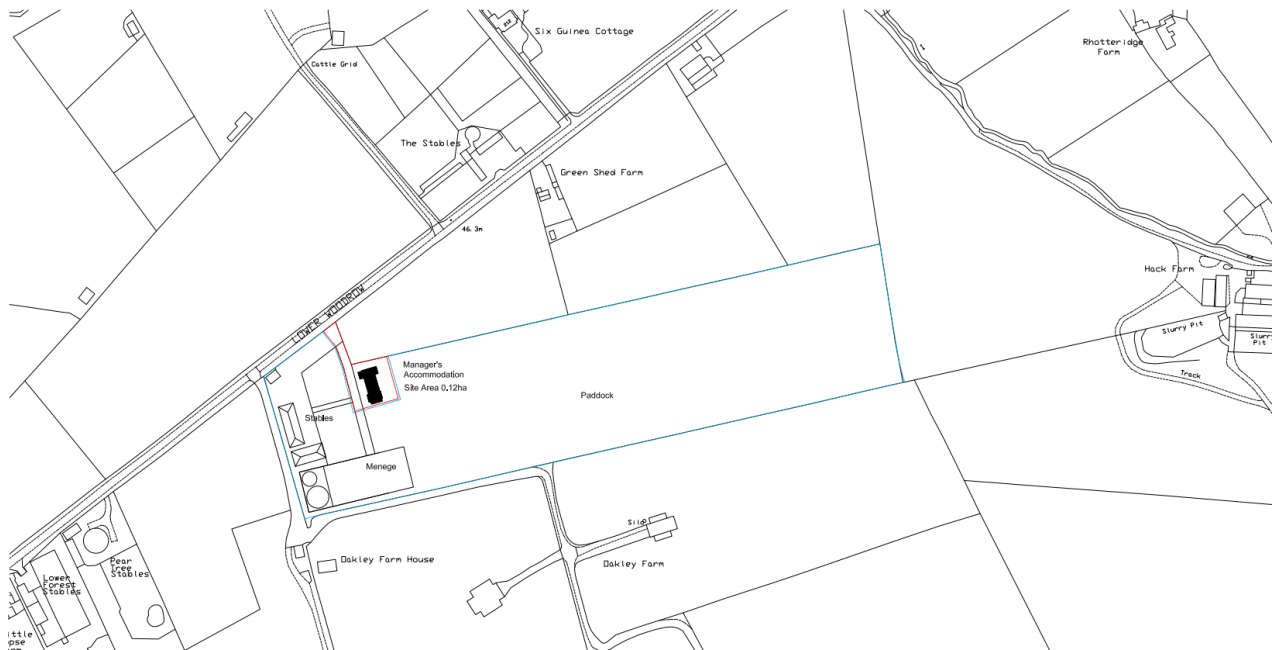 Six Guinea Cottage
Rhotteridge
Farm
Cattle Grid
The Stables
Green Shed Farm
46.3m
Hack Farm
LOWER WOODROW
Slurry Pit
Slurry
Pit
Manager's
Accommodation
Site Area 0.12ha
Track
Paddock
Stables
Menege
Silo
Oakley Farm House
Oakley Farm
Pear
Tree
Stables
Lower
Forest
Stables